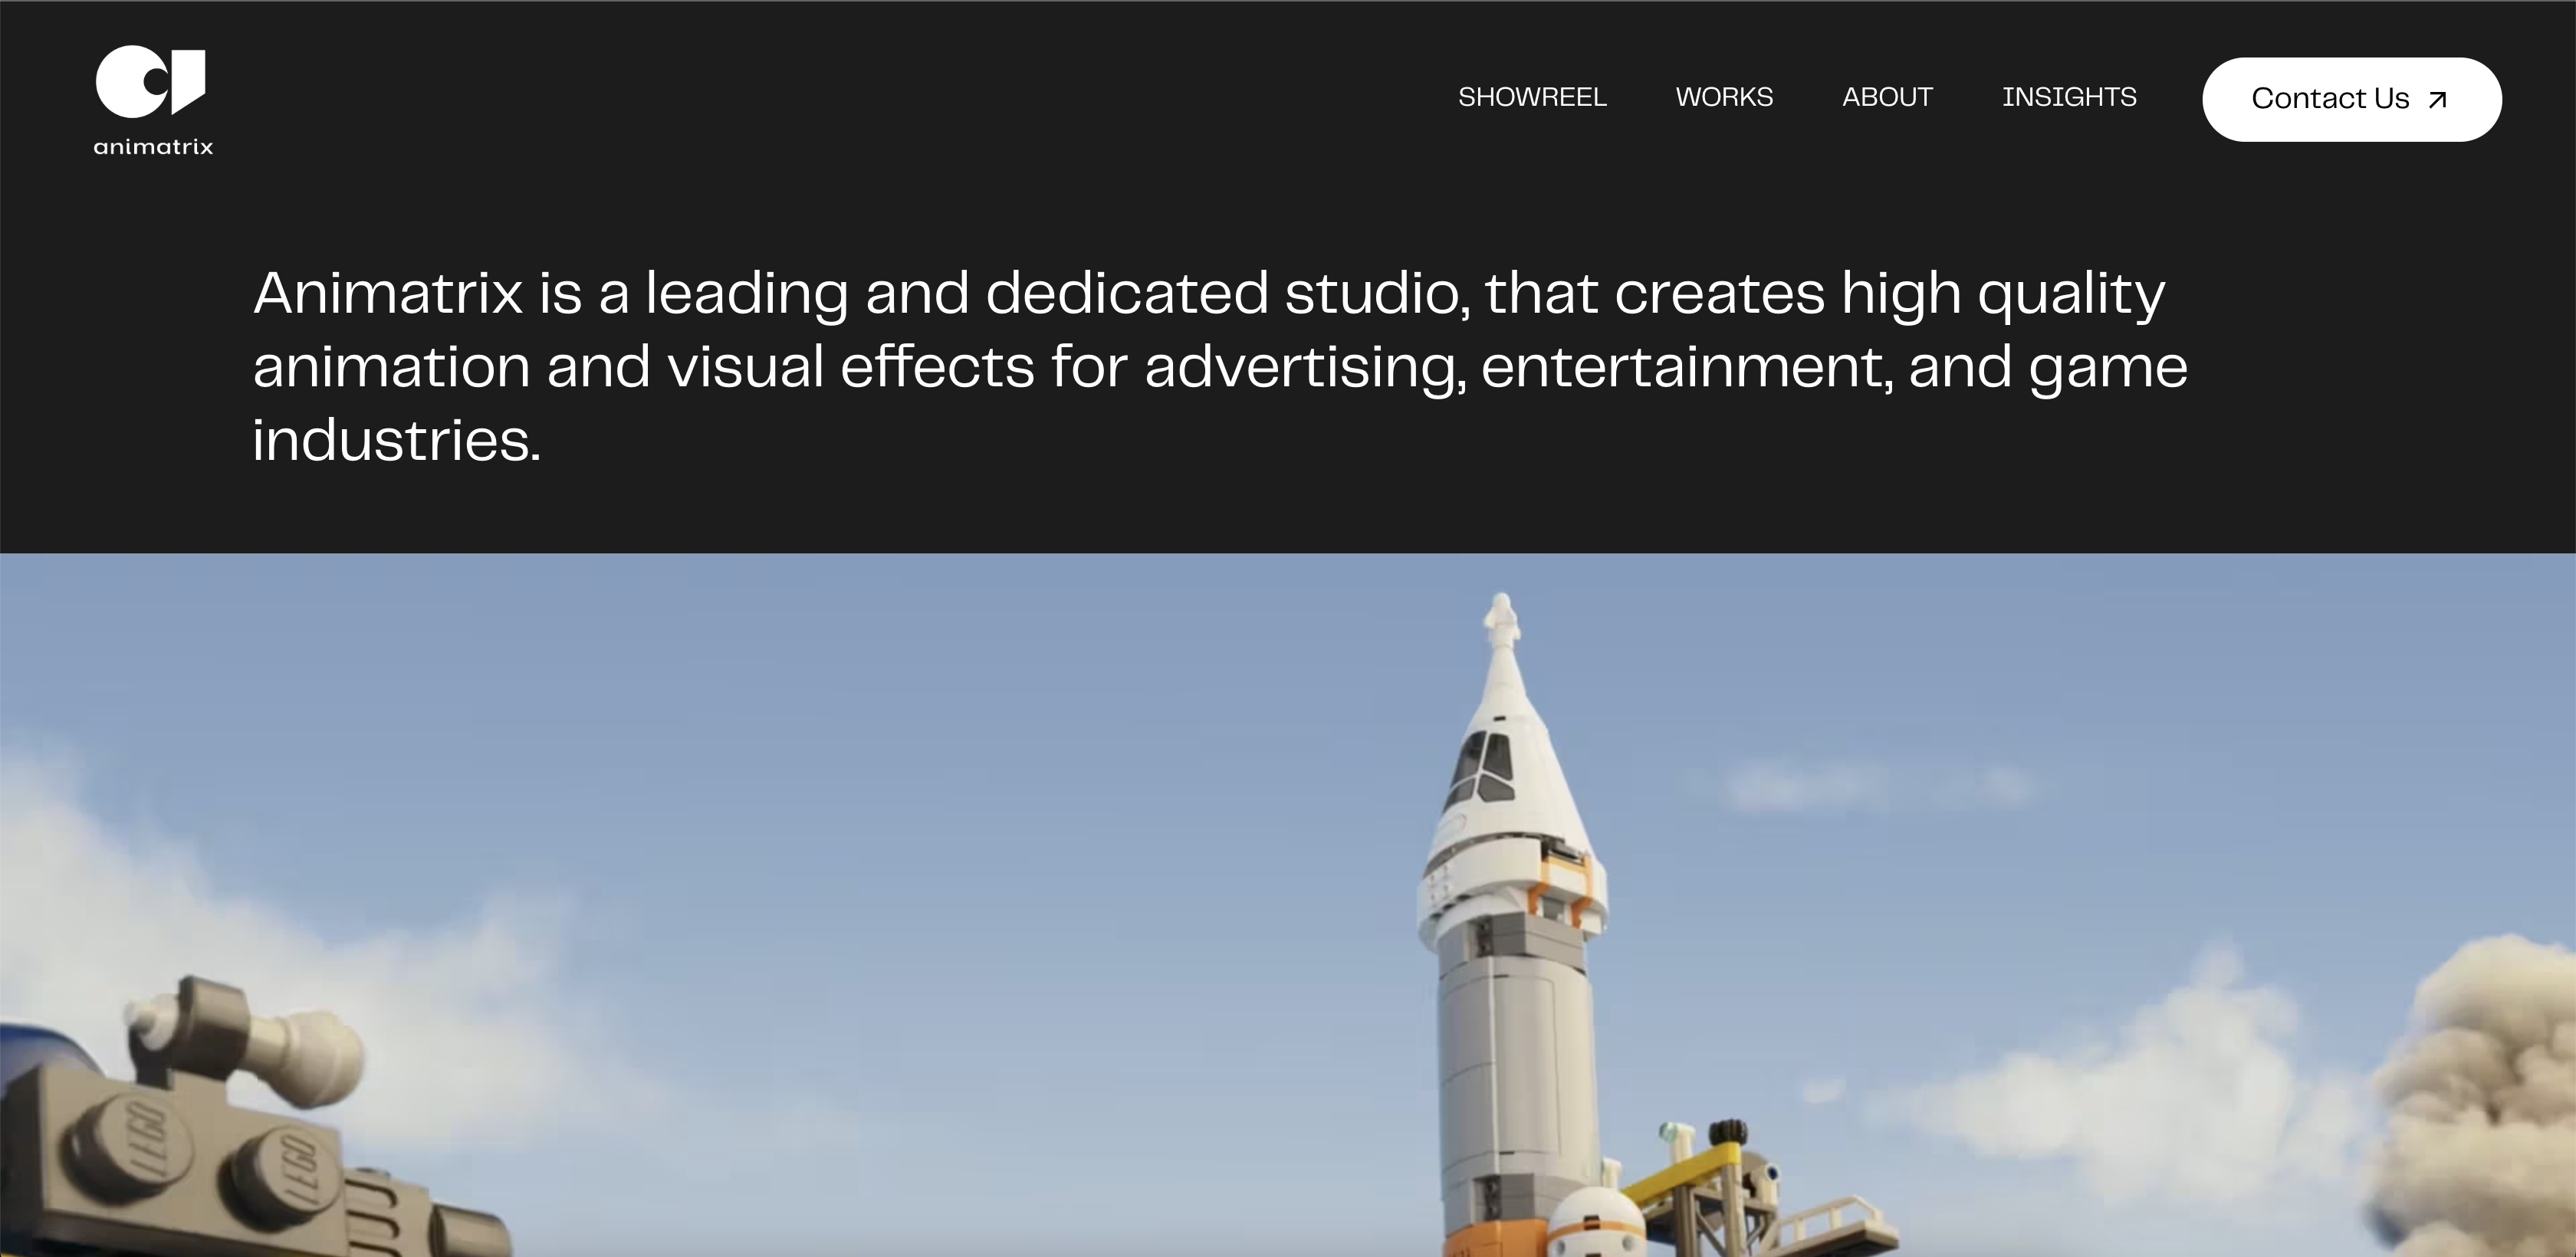 animatrix
SHOWREEL
WORKS
ABOUT
INSIGHTS
Contact Us
Animatrix is a leading and dedicated studio, that creates high quality
animation and visual effects for advertising, entertainment, and game
industries.
LEGO
LEGO